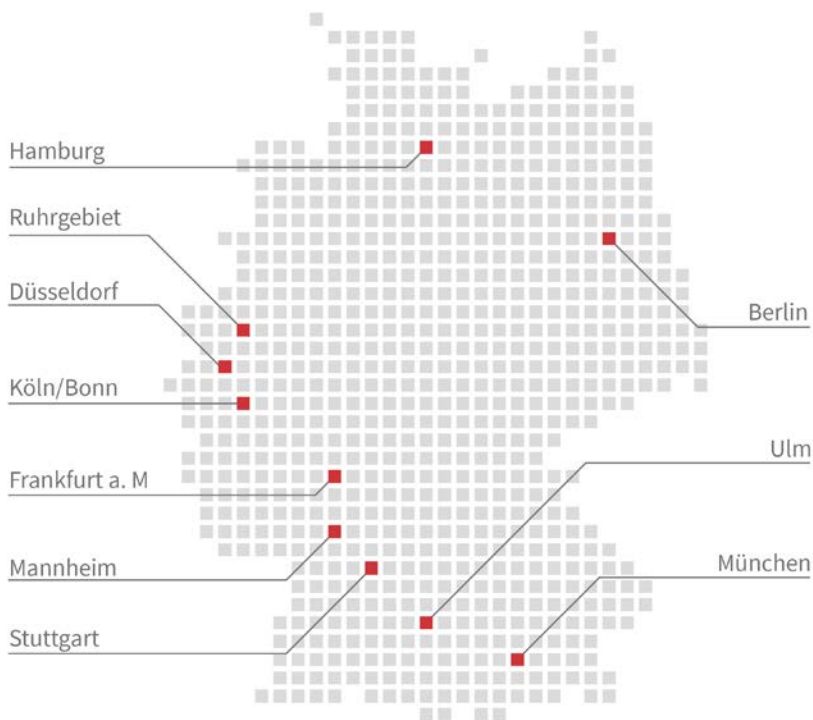 Hamburg
Ruhrgebiet
Düsseldorf
Berlin
Köln/Bonn
Ulm
Frankfurt a. M
Mannheim
München
Stuttgart